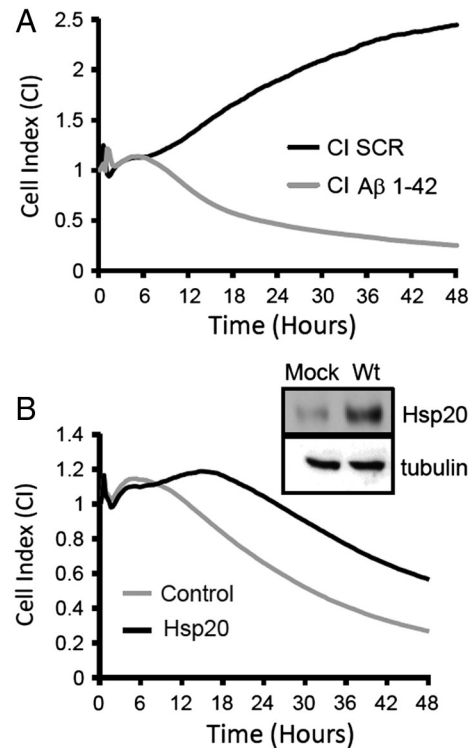 A
Cell Index (CI)
2.5
2
1.5
1
0.5
0
CI SCR
CI Aβ 1-42
0 6 12 18 24 30 36 42 48
Time (Hours)
B
Mock Wt
Hsp20
tubulin
Cell Index (CI)
1.4
1.2
1
0.8
0.6
0.4
0.2
0
Control
Hsp20
0 6 12 15 24 30 36 42 48
Time (Hours)